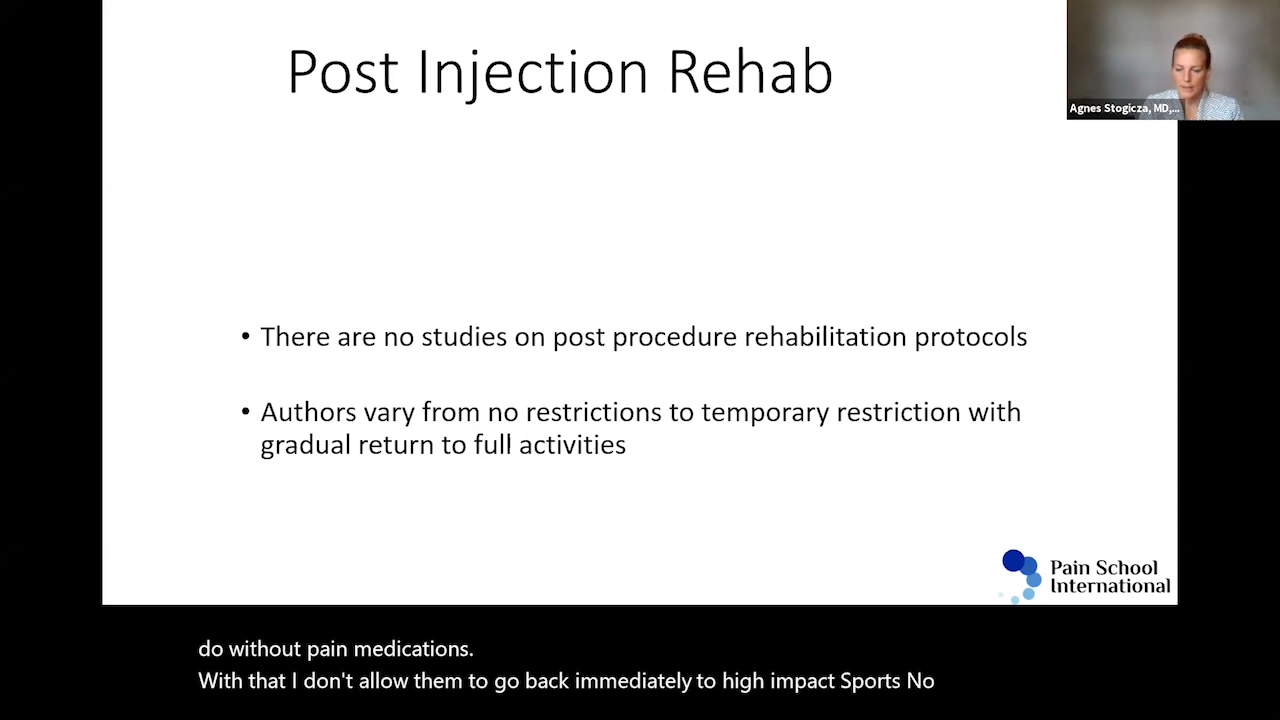 Post Injection Rehab
Agnes Stogicza, MD,...
• There are no studies on post procedure rehabilitation protocols
• Authors vary from no restrictions to temporary restriction with
gradual return to full activities
Pain School
International
do without pain medications.
With that I don't allow them to go back immediately to high impact Sports No